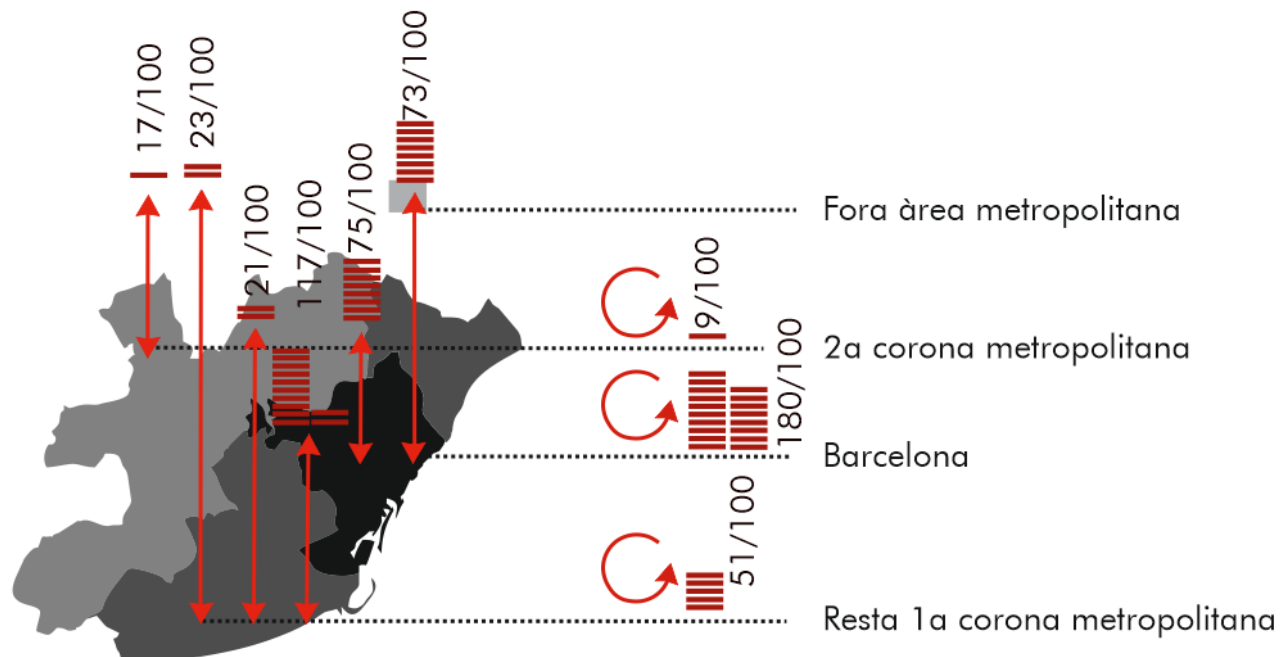 17/100
23/100
21/100
117/100
75/100
73/100
Fora àrea metropolitana
9/100
2a corona metropolitana
180/100
Barcelona
51/100
Resta 1a corona metropolitana